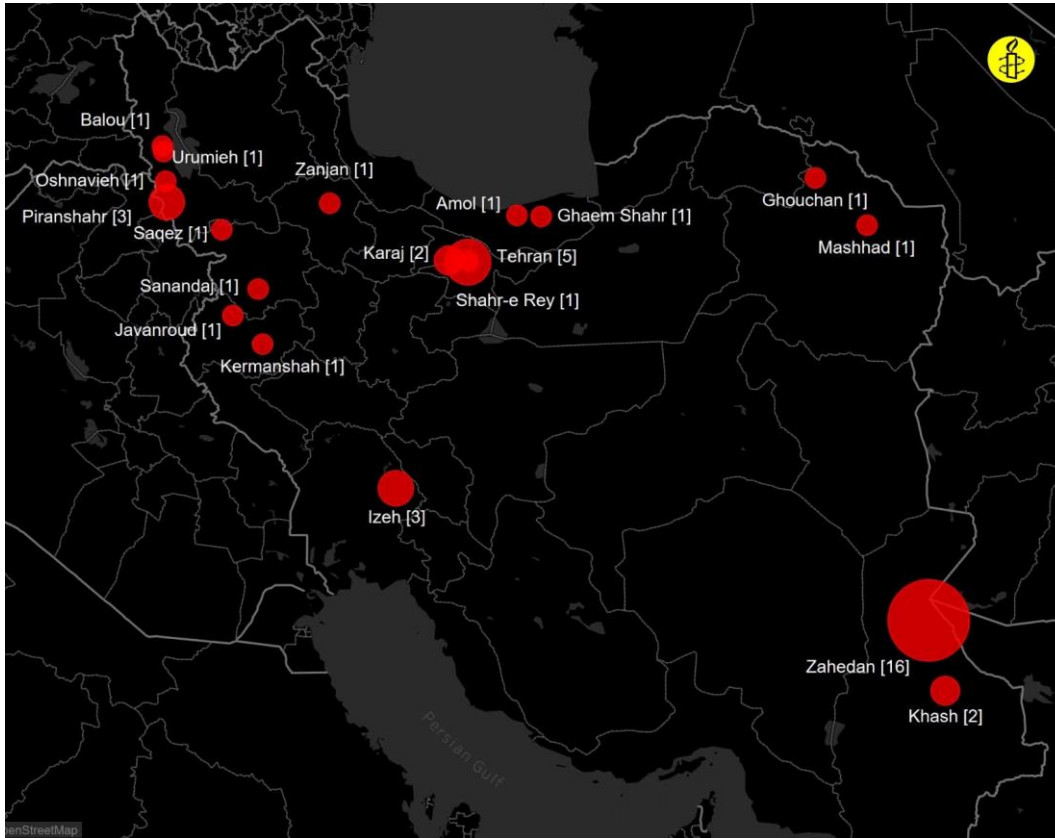 Balou [1]
Urumieh [1]
Oshnavieh [1]
Piranshahr [3]
Saqez [1]
Zanjan [1]
Amol [1]
Ghaem Shahr [1]
Ghouchan [1]
Mashhad [1]
Karaj [2]
Tehran [5]
Shahr-e Rey [1]
Sanandaj [1]
Javanroud [1]
Kermanshah [1]
Izeh [3]
Zahedan [16]
Khash [2]
Persian Gulf
penStreetMap